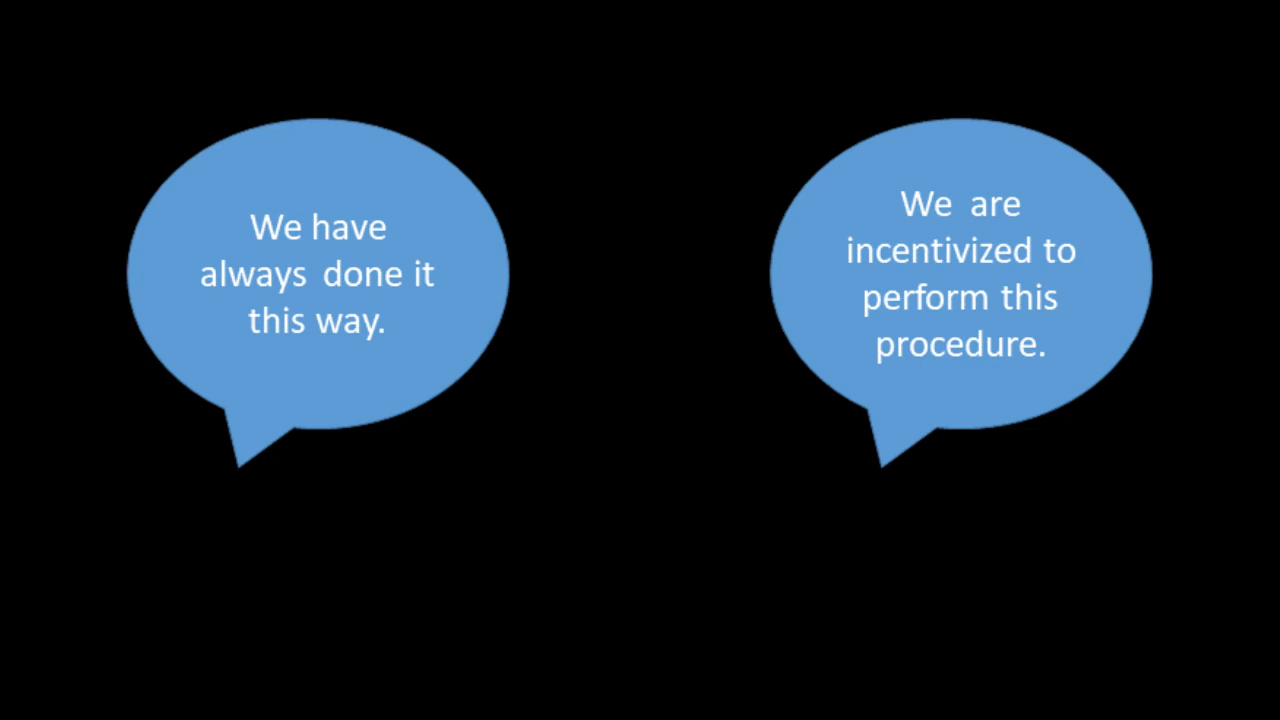 We have
always done it
this way.
We are
incentivized to
perform this
procedure.